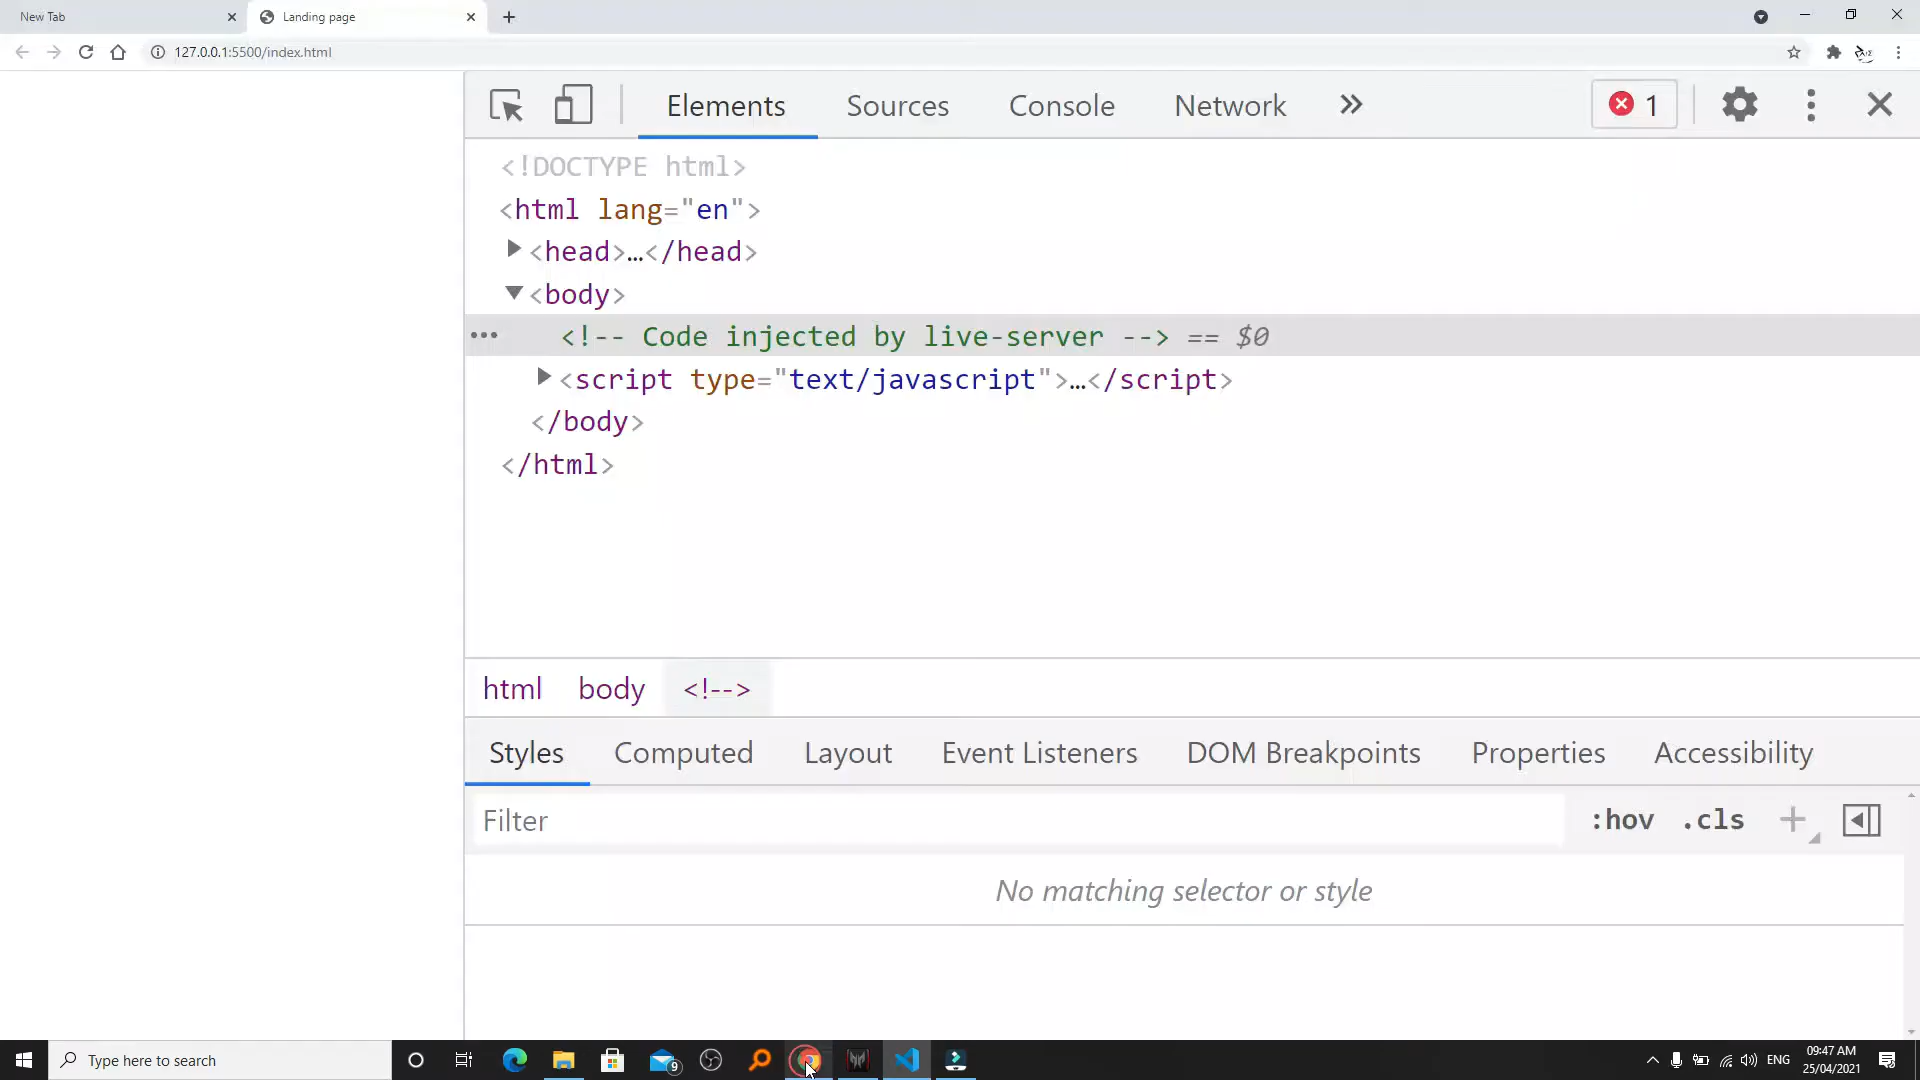 New Tab
Landing page
127.0.0.1:5500/index.html
Elements Sources Console Network » 1
<!DOCTYPE html>
<html lang="en">
<head>…</head>
<body>
<!-- Code injected by live-server --> == $0
<script type="text/javascript">…</script>
</body>
</html>
html body <!-->
Styles Computed Layout Event Listeners DOM Breakpoints Properties Accessibility
Filter :hov .cls
No matching selector or style
Type here to search
9
ENG
09:47 AM
25/04/2021